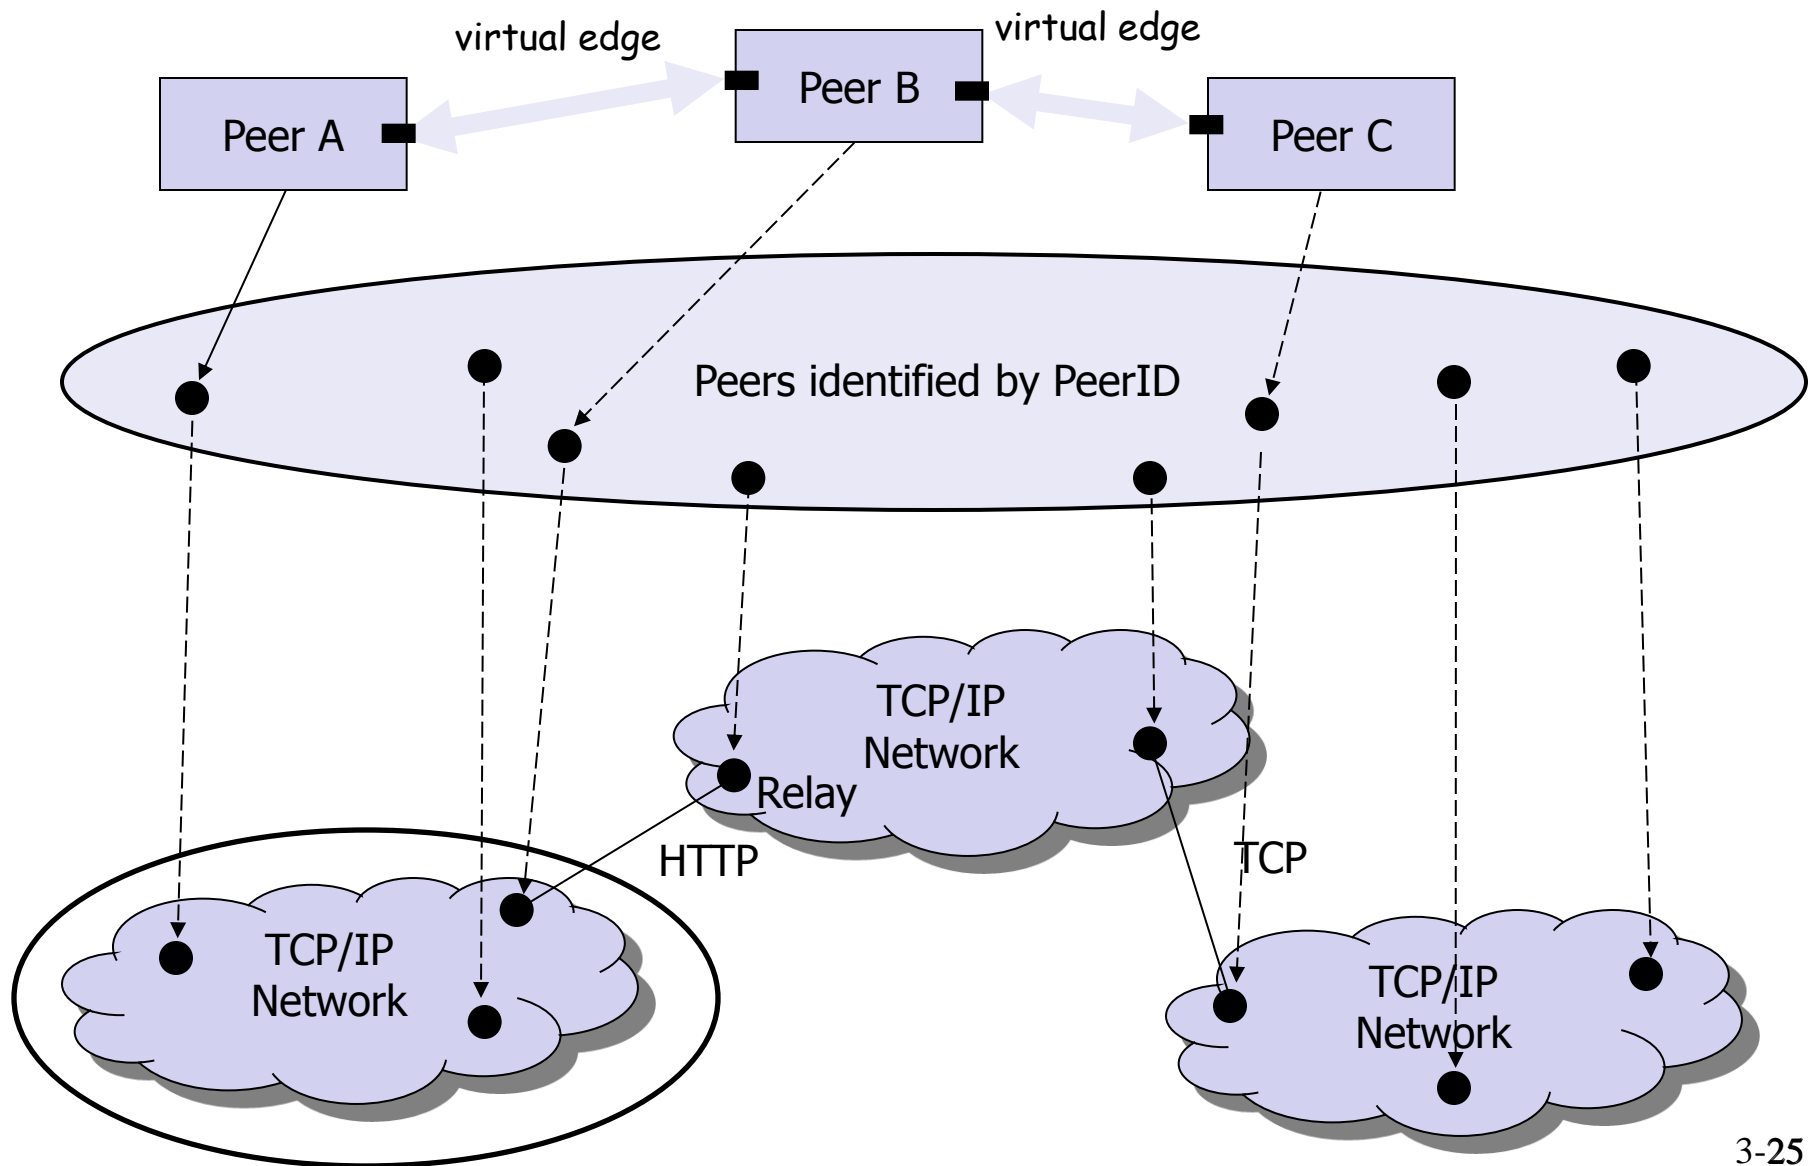 virtual edge
virtual edge
Peer A
Peer B
Peer C
Peers identified by PeerID
TCP/IP
Network
Relay
HTTP
TCP
TCP/IP
Network
TCP/IP
Network
3-25